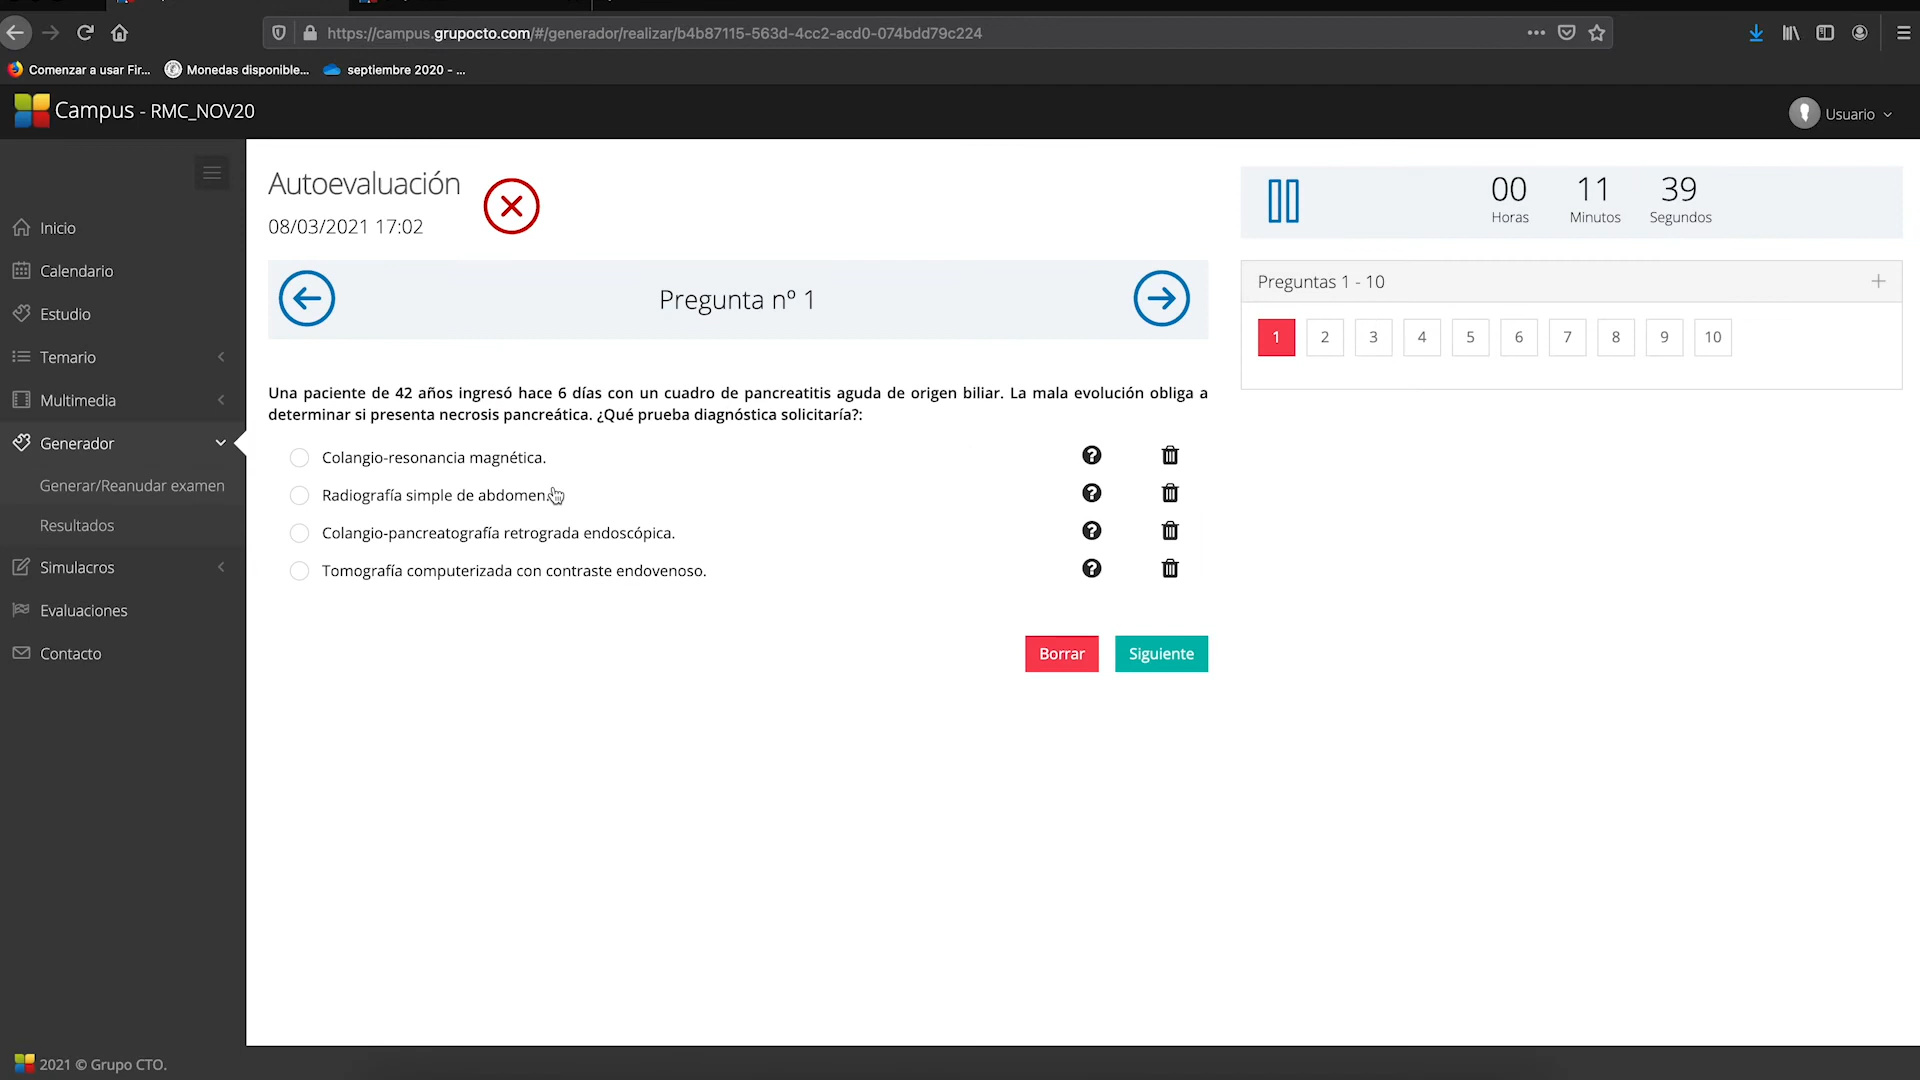 https://campus.grupocto.com/#/generador/realizar/b4b87115-563d-4cc2-acd0-074bdd79c224
Comenzar a usar Fir...
Monedas disponible...
septiembre 2020 - ...
Campus - RMC_NOV20
Usuario
Inicio
Calendario
Estudio
Temario
Multimedia
Generador
Generar/Reanudar examen
Resultados
Simulacros
Evaluaciones
Contacto
Autoevaluación
08/03/2021 17:02
Pregunta nº 1
Una paciente de 42 años ingresó hace 6 días con un cuadro de pancreatitis aguda de origen biliar. La mala evolución obliga a
determinar si presenta necrosis pancreática. ¿Qué prueba diagnóstica solicitaría?:
Colangio-resonancia magnética.
Radiografía simple de abdomen
Colangio-pancreatografía retrograda endoscópica.
Tomografía computerizada con contraste endovenoso.
Borrar
Siguiente
00 11 39
Horas Minutos Segundos
Preguntas 1 - 10
1 2 3 4 5 6 7 8 9 10
2021 © Grupo CTO.